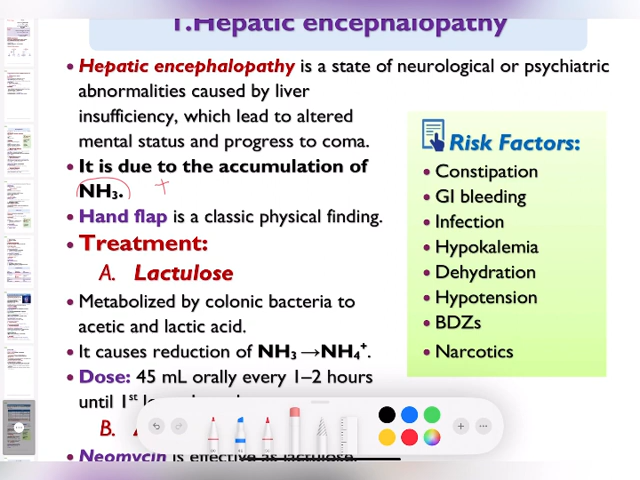 1.Hepatic encephalopathy
• Hepatic encephalopathy is a state of neurological or psychiatric
abnormalities caused by liver
insufficiency, which lead to altered
mental status and progress to coma.
• It is due to the accumulation of
NH3.
• Hand flap is a classic physical finding.
• Treatment:
A. Lactulose
• Metabolized by colonic bacteria to
acetic and lactic acid.
• It causes reduction of NH3 →NH4+.
• Dose: 45 mL orally every 1–2 hours
until 1st
B.
• Neomycin is effective as lactulose.
Risk Factors:
• Constipation
• GI bleeding
• Infection
• Hypokalemia
• Dehydration
• Hypotension
• BDZs
• Narcotics